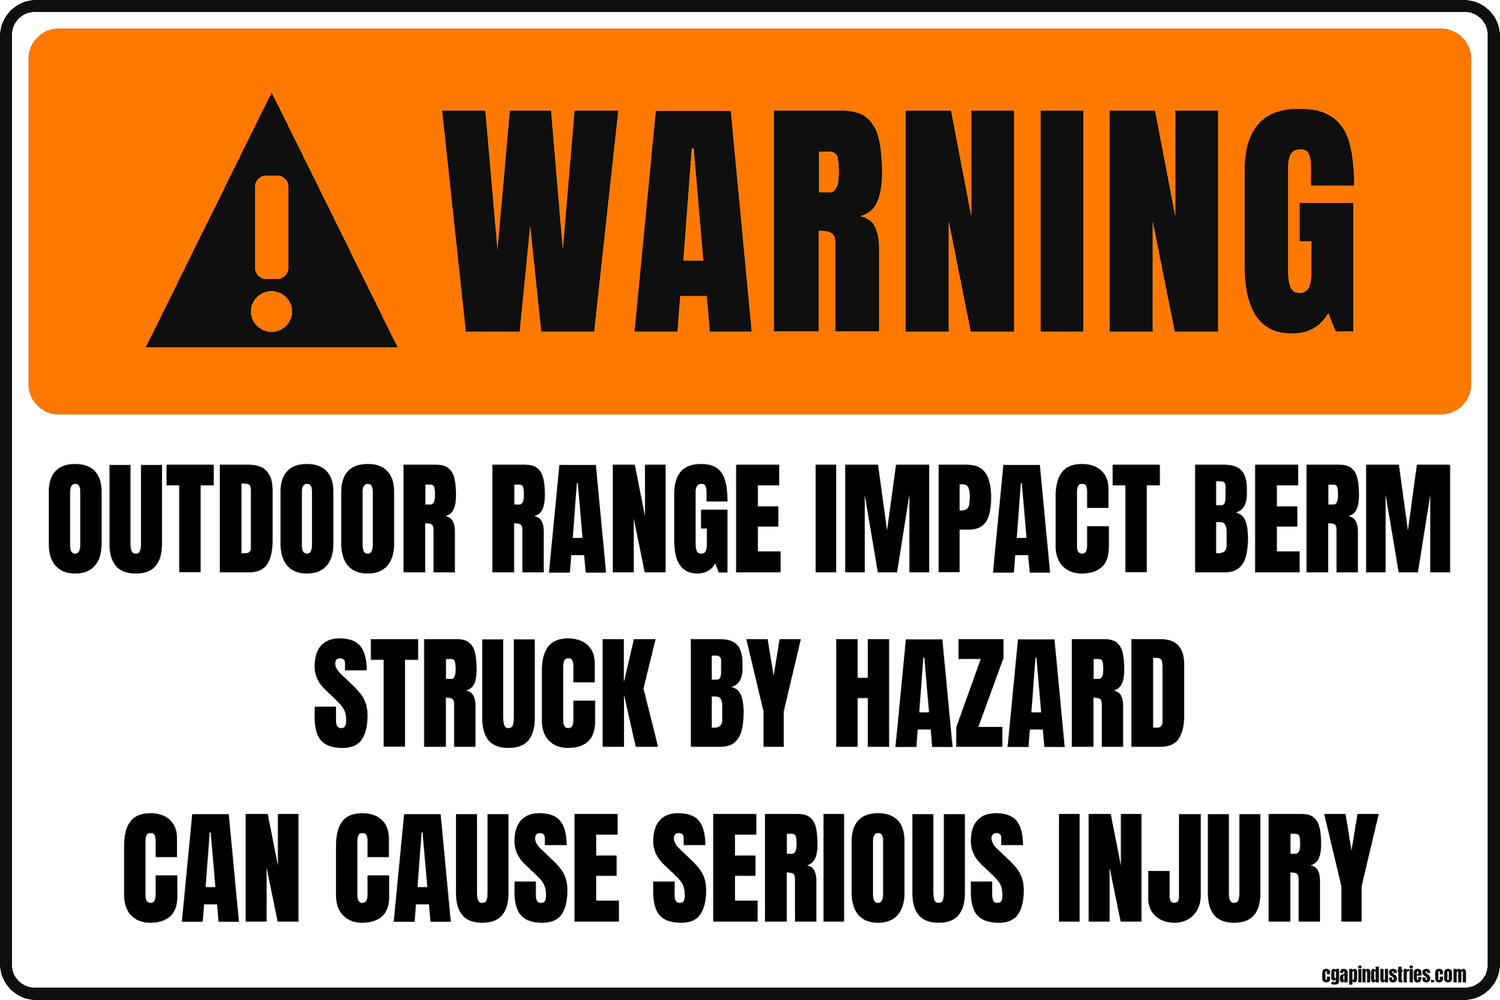 WARNING
OUTDOOR RANGE IMPACT BERM
STRUCK BY HAZARD
CAN CAUSE SERIOUS INJURY
cgapindustries.com